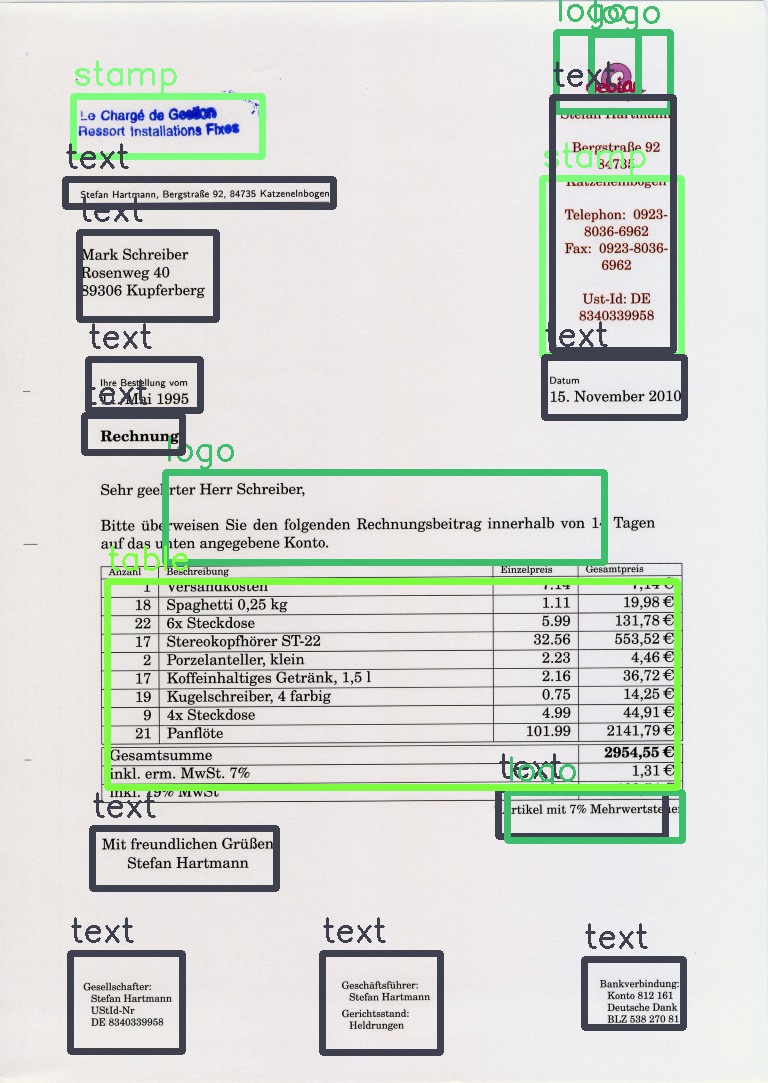 logo
logo
stamp
text
debian
Le Chargé de Gestion
Ressort Installations Fixes
Stefan Hartmann
text
Bergstraße 92
stamp
84735
Stefan Hartmann, Bergstraße 92, 84735 Katzenelnbogen
Katzenelnbogen
text
Telephon: 0923-
8036-6962
Fax: 0923-8036-
6962
Mark Schreiber
Rosenweg 40
89306 Kupferberg
Ust-Id: DE
8340339958
text
text
Ihre Bestellung vom
Datum
text
Mai 1995
15. November 2010
Rechnung
logo
Sehr geehrter Herr Schreiber,
Bitte überweisen Sie den folgenden Rechnungsbeitrag innerhalb von Tagen
auf das unten angegebene Konto.
table
Anzahl Beschreibung Einzelpreis Gesamtpreis
1 Versandkosten 7.14 7,14 €
18 Spaghetti 0,25 kg 1.11 19,98 €
22 6x Steckdose 5.99 131,78 €
17 Stereokopfhörer ST-22 32.56 553,52 €
2 Porzelanteller, klein 2.23 4,46 €
17 Koffeinhaltiges Getränk, 1,5 l 2.16 36,72 €
19 Kugelschreiber, 4 farbig 0.75 14,25 €
9 4x Steckdose 4.99 44,91 €
21 Panflöte 101.99 2141,79 €
Gesamtsumme 2954,55 €
inkl. erm. MwSt. 7% 1,31 €
text
logo
inkl. 19% MwSt
text
Artikel mit 7% Mehrwertsteuer
Mit freundlichen Grüßen
Stefan Hartmann
text
text
text
Gesellschafter:
Stefan Hartmann
UStId-Nr
DE 8340339958
Geschäftsführer:
Stefan Hartmann
Gerichtsstand:
Heldrungen
Bankverbindung:
Konto 812 161
Deutsche Dank
BLZ 538 270 81